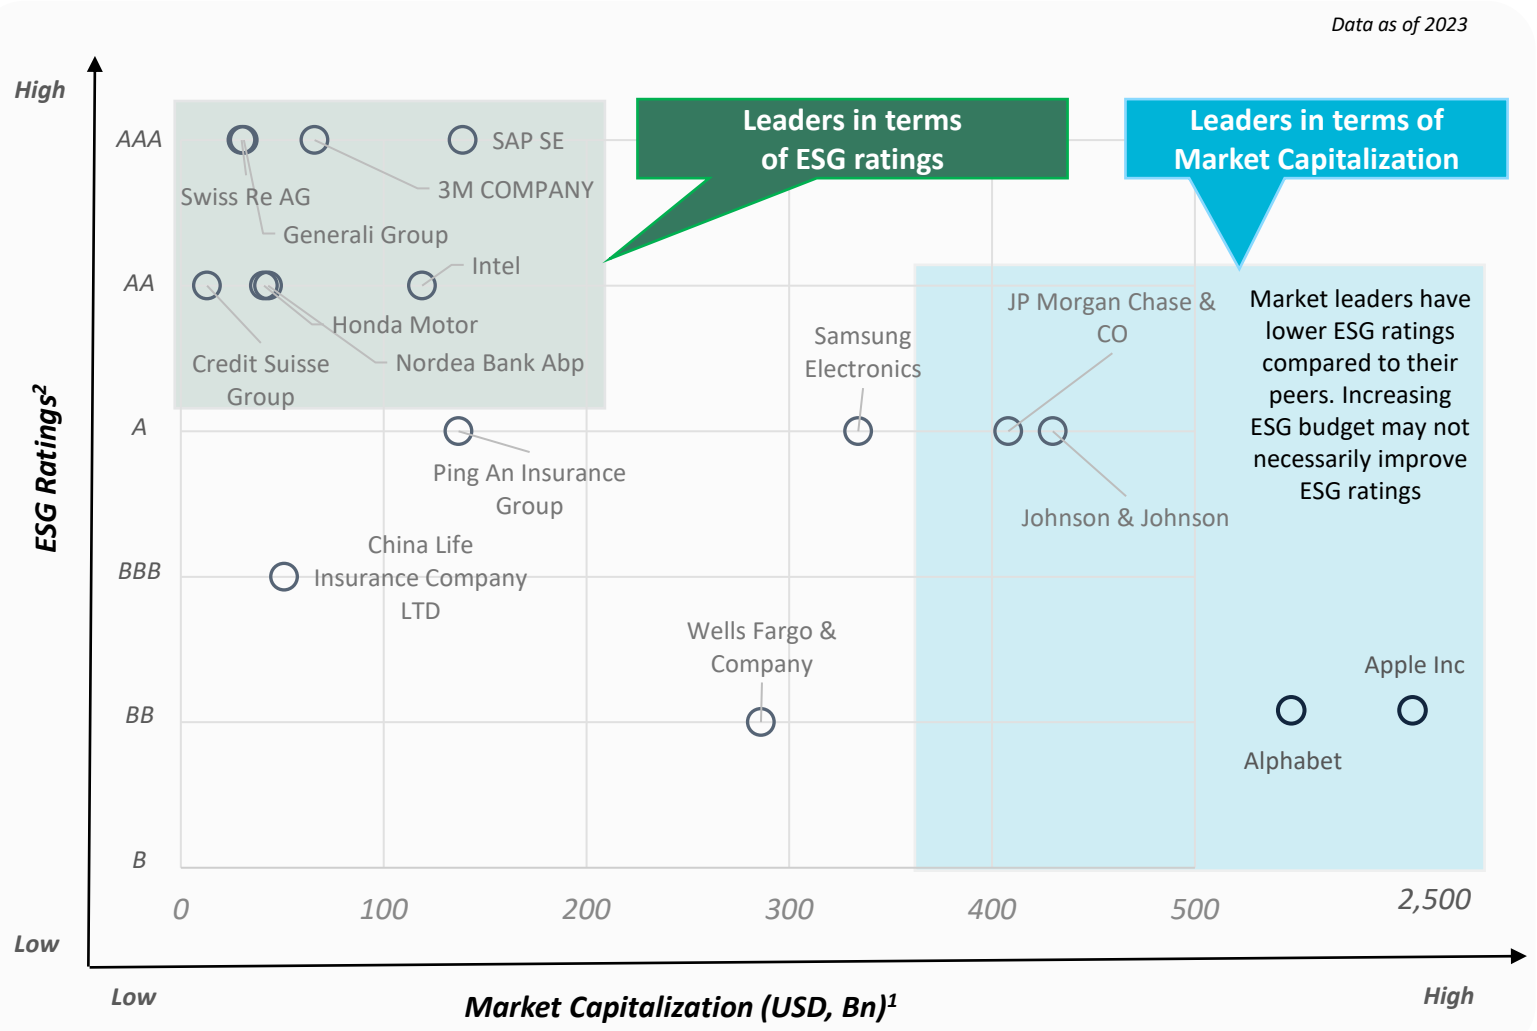 Data as of 2023
High
Leaders in terms
of ESG ratings
Leaders in terms of
Market Capitalization
AAA
SAP SE
3M COMPANY
Swiss Re AG
Generali Group
AA
Intel
Honda Motor
Nordea Bank Abp
Credit Suisse
Group
JP Morgan Chase &
CO
Samsung
Electronics
Market leaders have
lower ESG ratings
compared to their
peers. Increasing
ESG budget may not
necessarily improve
ESG ratings
ESG Ratings²
A
Ping An Insurance
Group
Johnson & Johnson
China Life
Insurance Company
LTD
BBB
Wells Fargo &
Company
Apple Inc
BB
Alphabet
B
0
100
200
300
400
500
2,500
Low
Low
Market Capitalization (USD, Bn)¹
High